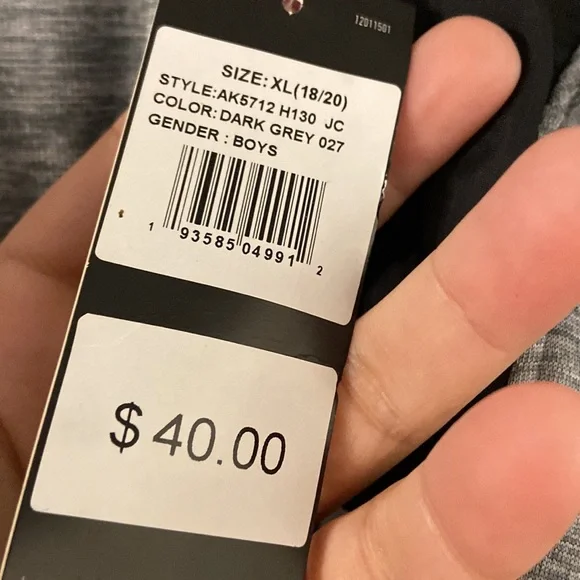 12011501
SIZE: XL(18/20)
STYLE:AK5712 H130 JC
COLOR: DARK GREY 027
GENDER : BOYS
1 93585 04991 2
$ 40.00